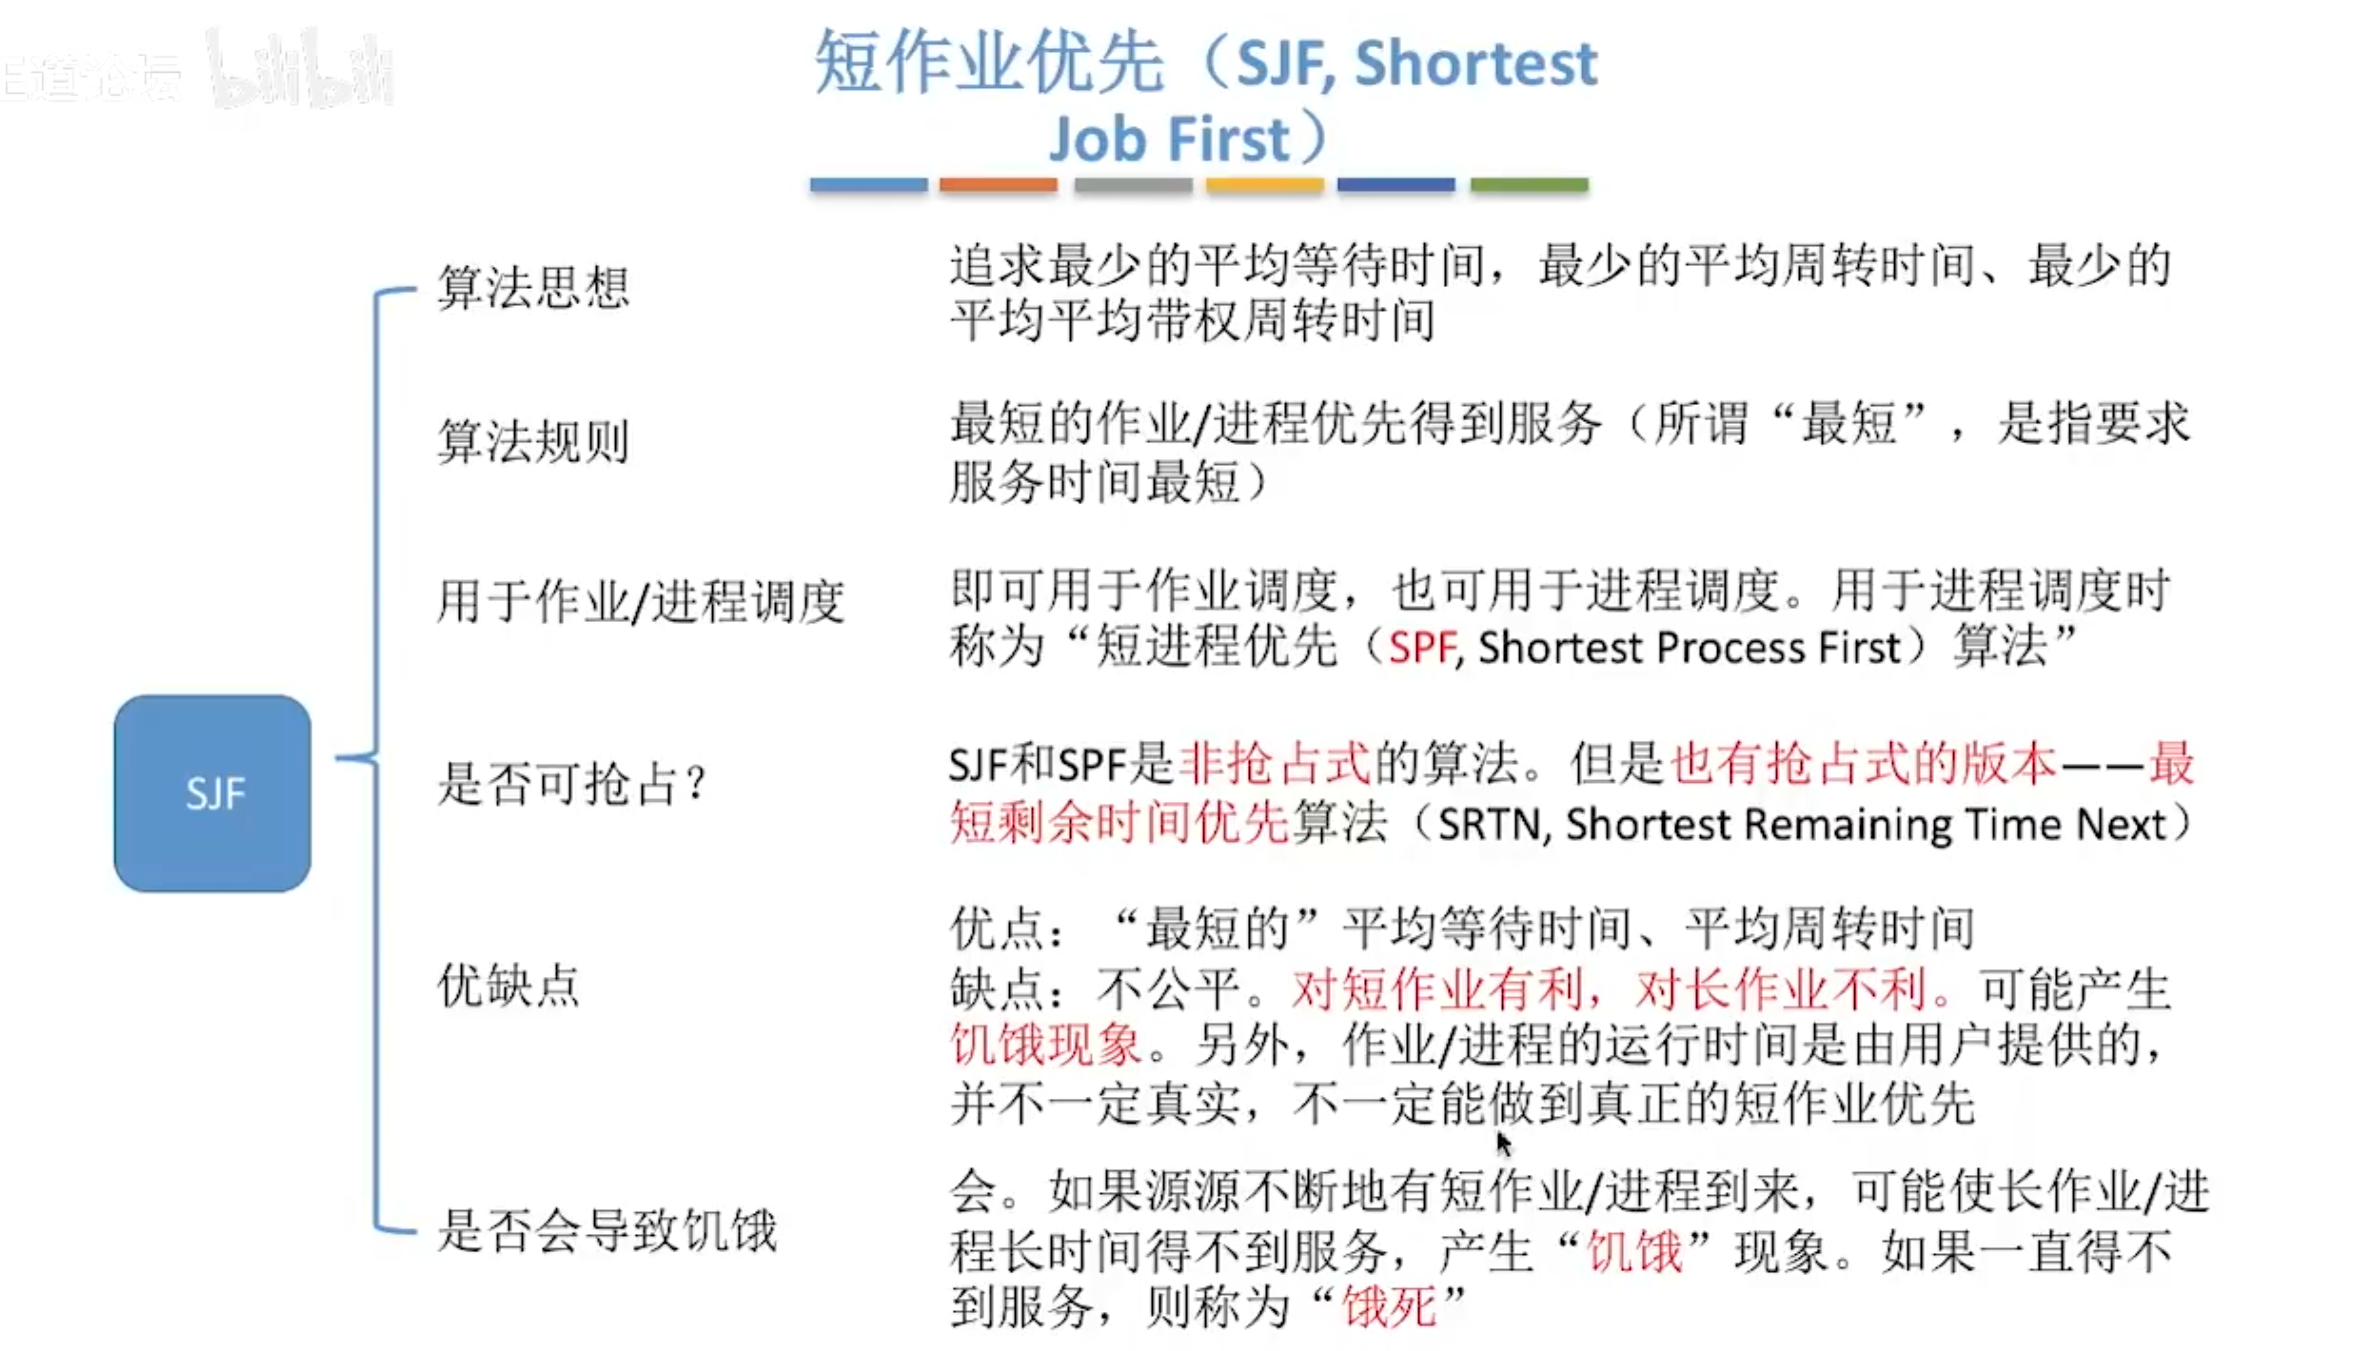 王道论坛 bilibili
短作业优先（SJF, Shortest
Job First）
算法思想
追求最少的平均等待时间，最少的平均周转时间、最少的
平均平均带权周转时间
算法规则
最短的作业/进程优先得到服务（所谓“最短”，是指要求
服务时间最短）
用于作业/进程调度
即可用于作业调度，也可用于进程调度。用于进程调度时
称为“短进程优先（SPF, Shortest Process First）算法”
SJF
是否可抢占？
SJF和SPF是非抢占式的算法。但是也有抢占式的版本——最
短剩余时间优先算法（SRTN, Shortest Remaining Time Next）
优缺点
优点：“最短的”平均等待时间、平均周转时间
缺点：不公平。对短作业有利，对长作业不利。可能产生
饥饿现象。另外，作业/进程的运行时间是由用户提供的，
并不一定真实，不一定能做到真正的短作业优先
是否会导致饥饿
会。如果源源不断地有短作业/进程到来，可能使长作业/进
程长时间得不到服务，产生“饥饿”现象。如果一直得不
到服务，则称为“饿死”